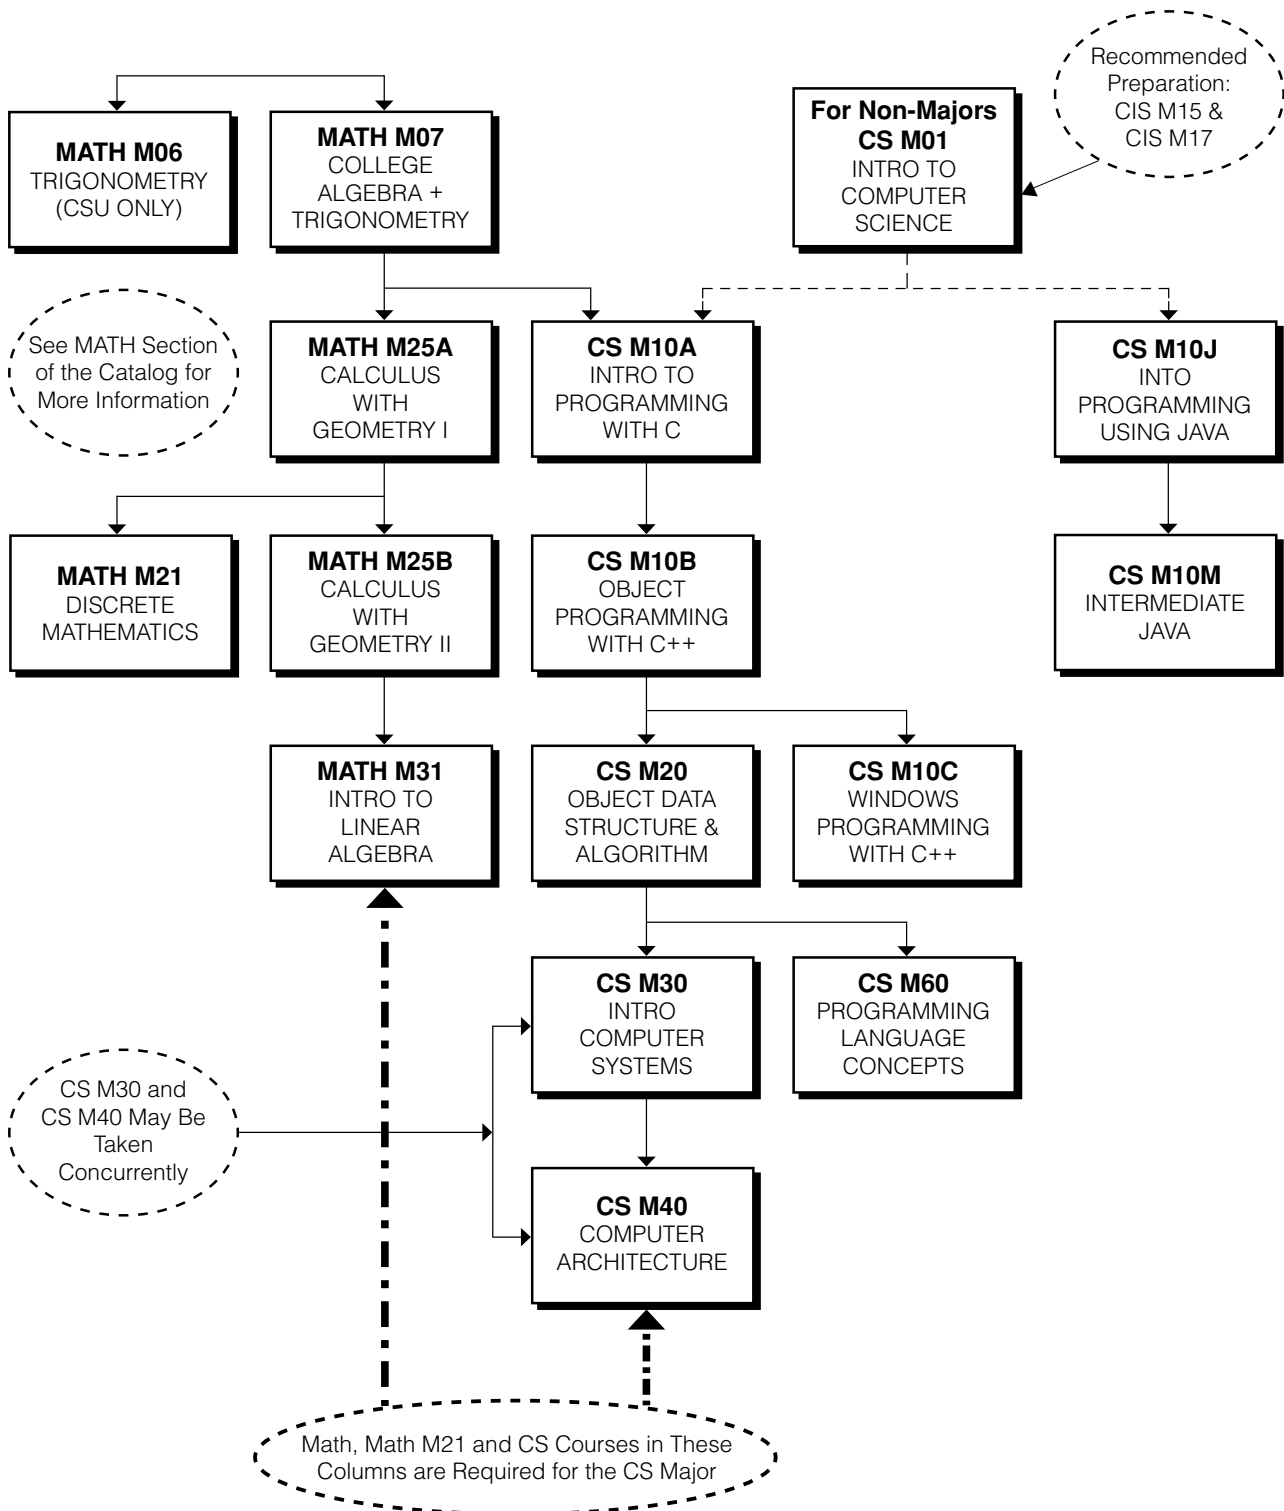 Recommended
Preparation:
CIS M15 &
CIS M17
MATH M06
TRIGONOMETRY
(CSU ONLY)
MATH M07
COLLEGE
ALGEBRA +
TRIGONOMETRY
For Non-Majors
CS M01
INTRO TO
COMPUTER
SCIENCE
See MATH Section
of the Catalog for
More Information
MATH M25A
CALCULUS
WITH
GEOMETRY I
CS M10A
INTRO TO
PROGRAMMING
WITH C
CS M10J
INTO
PROGRAMMING
USING JAVA
MATH M21
DISCRETE
MATHEMATICS
MATH M25B
CALCULUS
WITH
GEOMETRY II
CS M10B
OBJECT
PROGRAMMING
WITH C++
CS M10M
INTERMEDIATE
JAVA
MATH M31
INTRO TO
LINEAR
ALGEBRA
CS M20
OBJECT DATA
STRUCTURE &
ALGORITHM
CS M10C
WINDOWS
PROGRAMMING
WITH C++
CS M30
INTRO
COMPUTER
SYSTEMS
CS M60
PROGRAMMING
LANGUAGE
CONCEPTS
CS M30 and
CS M40 May Be
Taken
Concurrently
CS M40
COMPUTER
ARCHITECTURE
Math, Math M21 and CS Courses in These
Columns are Required for the CS Major